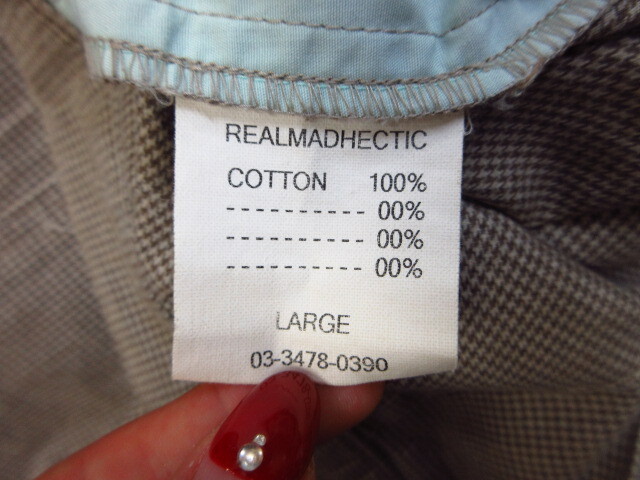 REALMADHECTIC
COTTON 100%
---------- 00%
---------- 00%
---------- 00%
LARGE
03-3478-0390